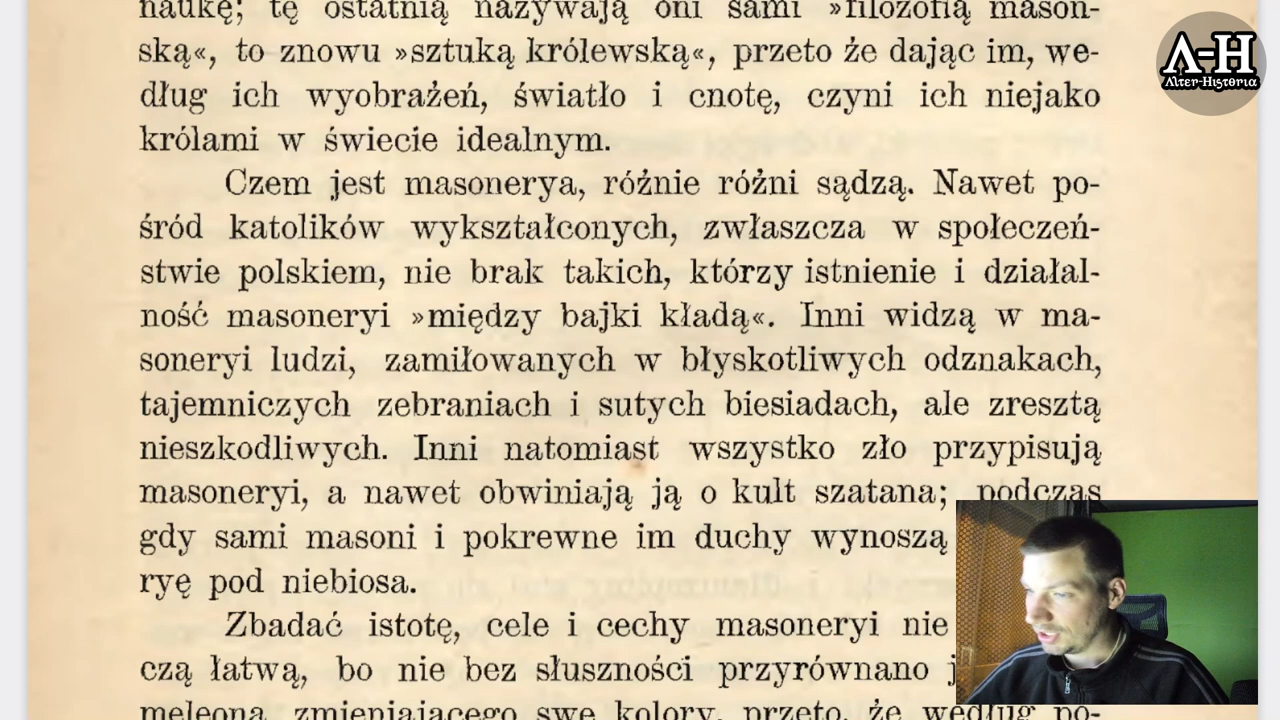 naukę; tę ostatnią nazywają oni sami »filozofią mason-
ską«, to znowu »sztuką królewską«, przeto że dając im, we-
dług ich wyobrażeń, światło i cnotę, czyni ich niejako
królami w świecie idealnym.
Czem jest masonerya, różnie różni sądzą. Nawet po-
śród katolików wykształconych, zwłaszcza w społeczeń-
stwie polskiem, nie brak takich, którzy istnienie i działal-
ność masoneryi »między bajki kładą«. Inni widzą w ma-
soneryi ludzi, zamiłowanych w błyskotliwych odznakach,
tajemniczych zebraniach i sutych biesiadach, ale zresztą
nieszkodliwych. Inni natomiast wszystko zło przypisują
masoneryi, a nawet obwiniają ją o kult szatana; podczas
gdy sami masoni i pokrewne im duchy wynoszą
ryę pod niebiosa.
Zbadać istotę, cele i cechy masoneryi nie
czą łatwą, bo nie bez słuszności przyrównano j
meleona, zmieniającego swe kolory, przeto, że według po-
A-H
Alter-Historia